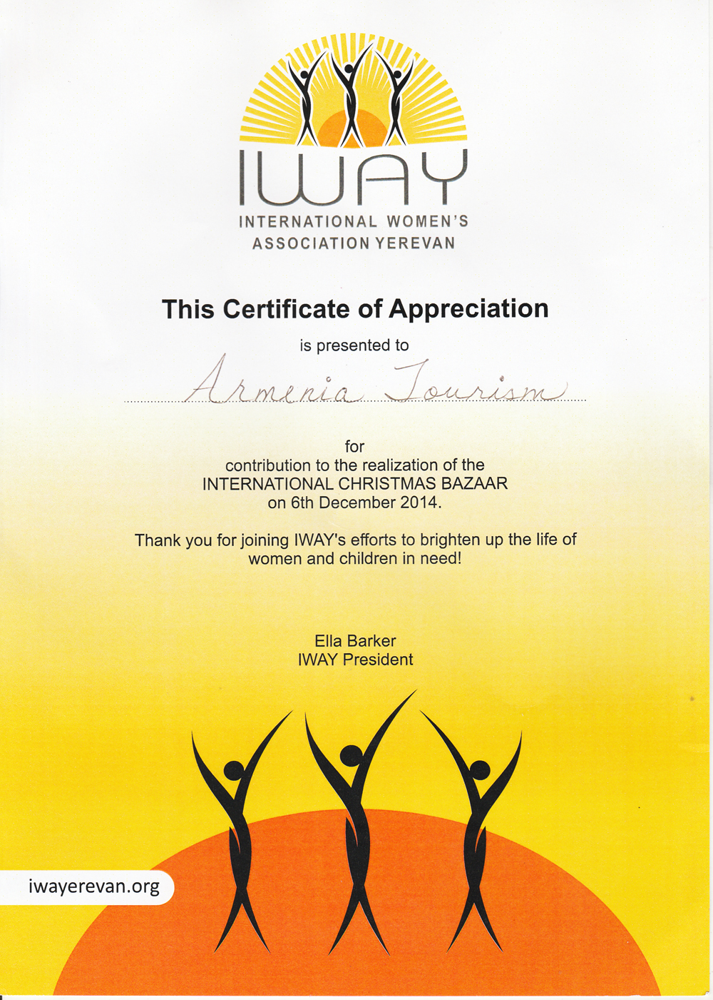 IWAY
INTERNATIONAL WOMEN'S
ASSOCIATION YEREVAN
This Certificate of Appreciation
is presented to
Armenia Tourism
for
contribution to the realization of the
INTERNATIONAL CHRISTMAS BAZAAR
on 6th December 2014.
Thank you for joining IWAY's efforts to brighten up the life of
women and children in need!
Ella Barker
IWAY President
iwayerevan.org